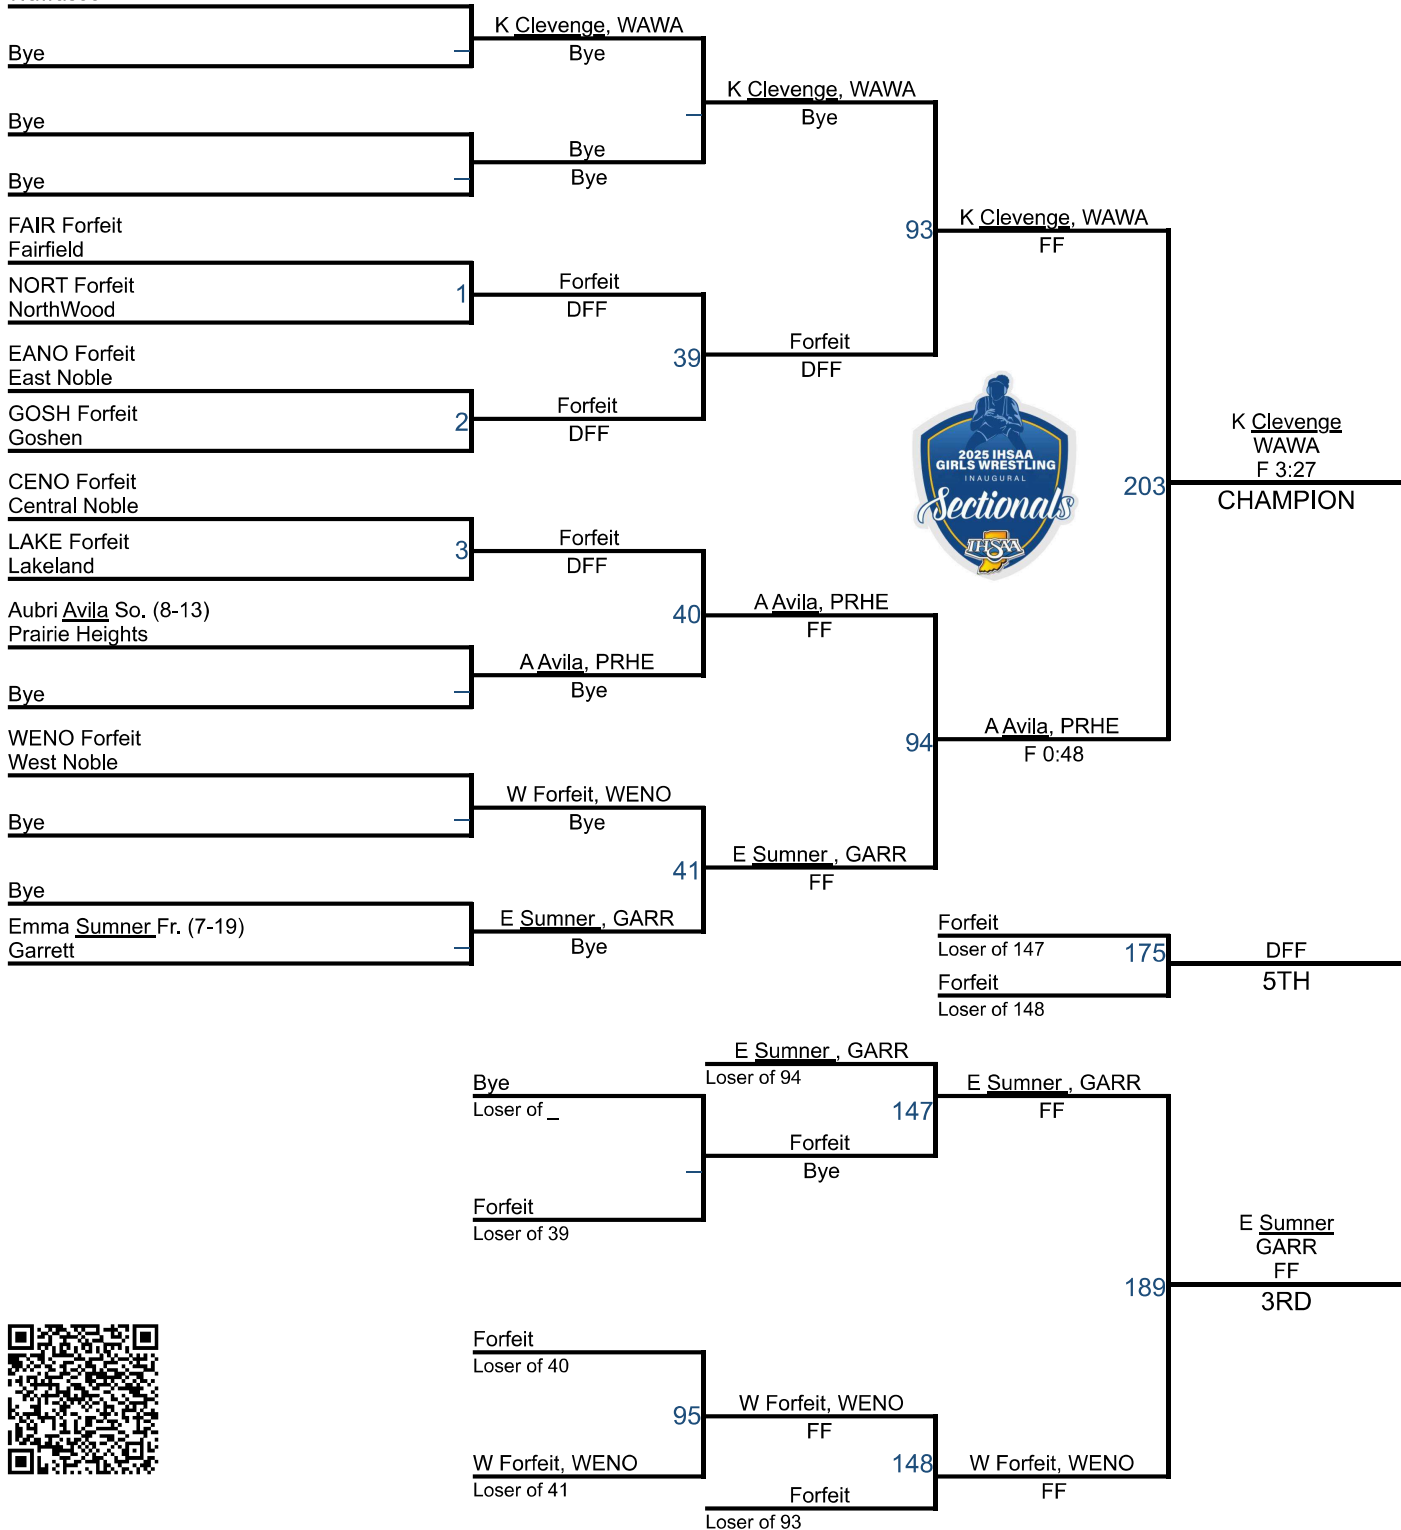 K Clevenge, WAWA
Bye
Bye
K Clevenge, WAWA
Bye
Bye
Bye
Bye
Bye
FAIR Forfeit
Fairfield
K Clevenge, WAWA
93
FF
NORT Forfeit
NorthWood
1
Forfeit
DFF
EANO Forfeit
East Noble
39
Forfeit
DFF
GOSH Forfeit
Goshen
2
Forfeit
DFF
2025 IHSAA
GIRLS WRESTLING
INAUGURAL
Sectionals
IHSAA
K Clevenge
WAWA
F 3:27
203
CHAMPION
CENO Forfeit
Central Noble
LAKE Forfeit
Lakeland
3
Forfeit
DFF
Aubri Avila So. (8-13)
Prairie Heights
40
A Avila, PRHE
FF
A Avila, PRHE
Bye
Bye
WENO Forfeit
West Noble
94
A Avila, PRHE
F 0:48
W Forfeit, WENO
Bye
Bye
41
E Sumner , GARR
FF
Bye
Emma Sumner Fr. (7-19)
Garrett
E Sumner , GARR
Bye
Forfeit
Loser of 147
175
DFF
5TH
Forfeit
Loser of 148
E Sumner , GARR
Loser of 94
Bye
Loser of _
147
E Sumner , GARR
FF
Forfeit
Bye
Forfeit
Loser of 39
E Sumner
GARR
FF
189
3RD
Forfeit
Loser of 40
95
W Forfeit, WENO
FF
W Forfeit, WENO
Loser of 41
148
W Forfeit, WENO
FF
Forfeit
Loser of 93